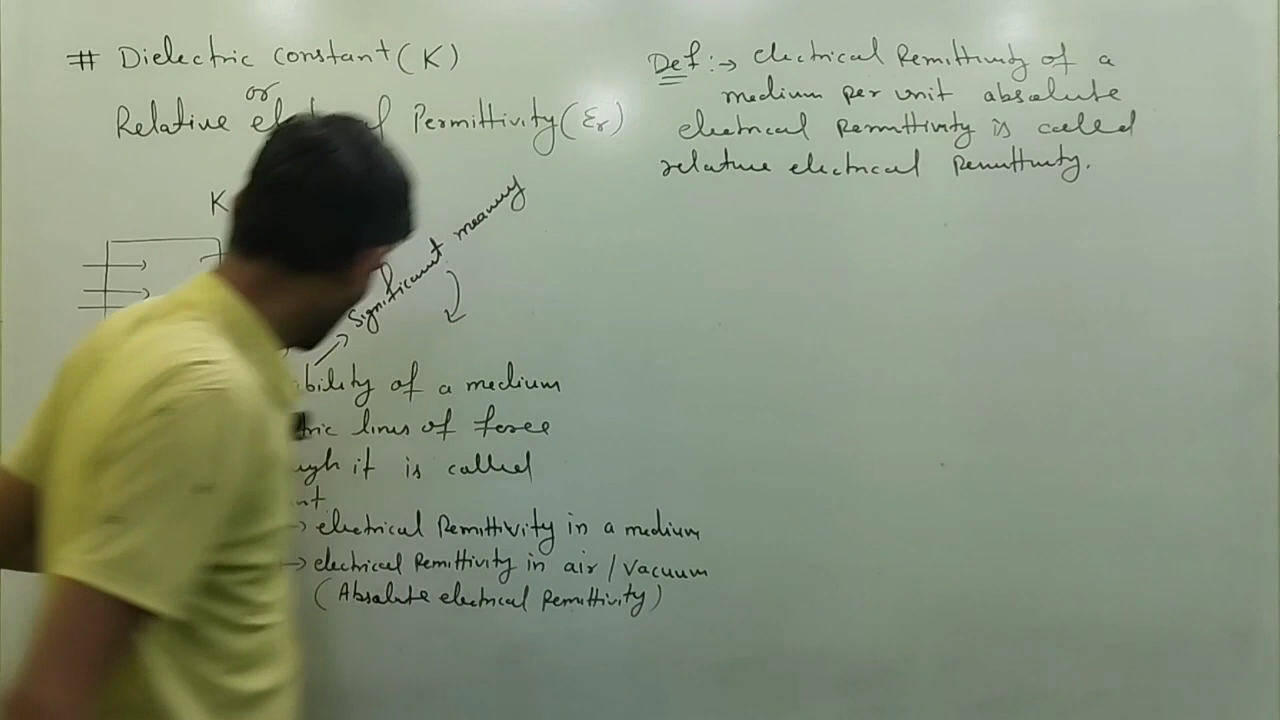 # Dielectric constant (K)
or
Relative Permittivity (εr)
K
Significant meaning
bility of a medium
tric lines of force
ugh it is called
nt
→ electrical Permittivity in a medium
→ electrical Permittivity in air / Vacuum
(Absolute electrical Permittivity)
Def :→ electrical Permittivity of a
medium per unit absolute
electrical permittivity is called
relative electrical Permittivity.